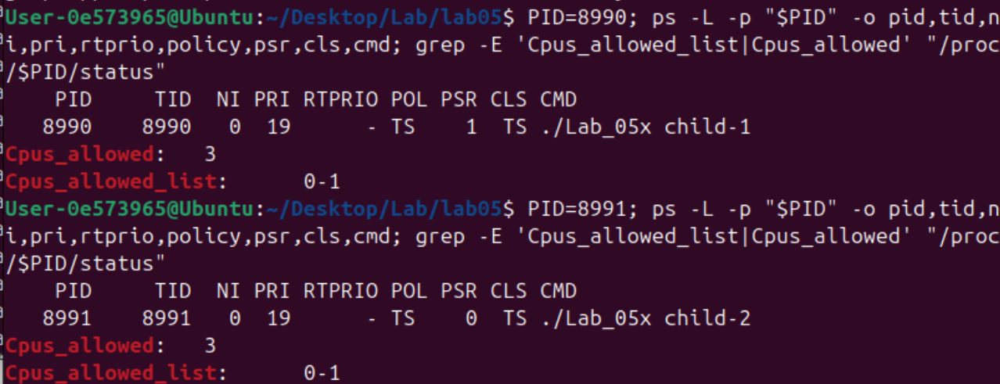 User-0e573965@Ubuntu:~/Desktop/Lab/lab05$ PID=8990; ps -L -p "$PID" -o pid,tid,n
i,pri,rtprio,policy,psr,cls,cmd; grep -E 'Cpus_allowed_list|Cpus_allowed' "/proc
/$PID/status"
    PID     TID  NI PRI RTPRIO POL PSR CLS CMD
   8990    8990   0  19      - TS    1  TS ./Lab_05x child-1
Cpus_allowed:   3
Cpus_allowed_list:      0-1
User-0e573965@Ubuntu:~/Desktop/Lab/lab05$ PID=8991; ps -L -p "$PID" -o pid,tid,n
i,pri,rtprio,policy,psr,cls,cmd; grep -E 'Cpus_allowed_list|Cpus_allowed' "/proc
/$PID/status"
    PID     TID  NI PRI RTPRIO POL PSR CLS CMD
   8991    8991   0  19      - TS    0  TS ./Lab_05x child-2
Cpus_allowed:   3
Cpus_allowed_list:      0-1